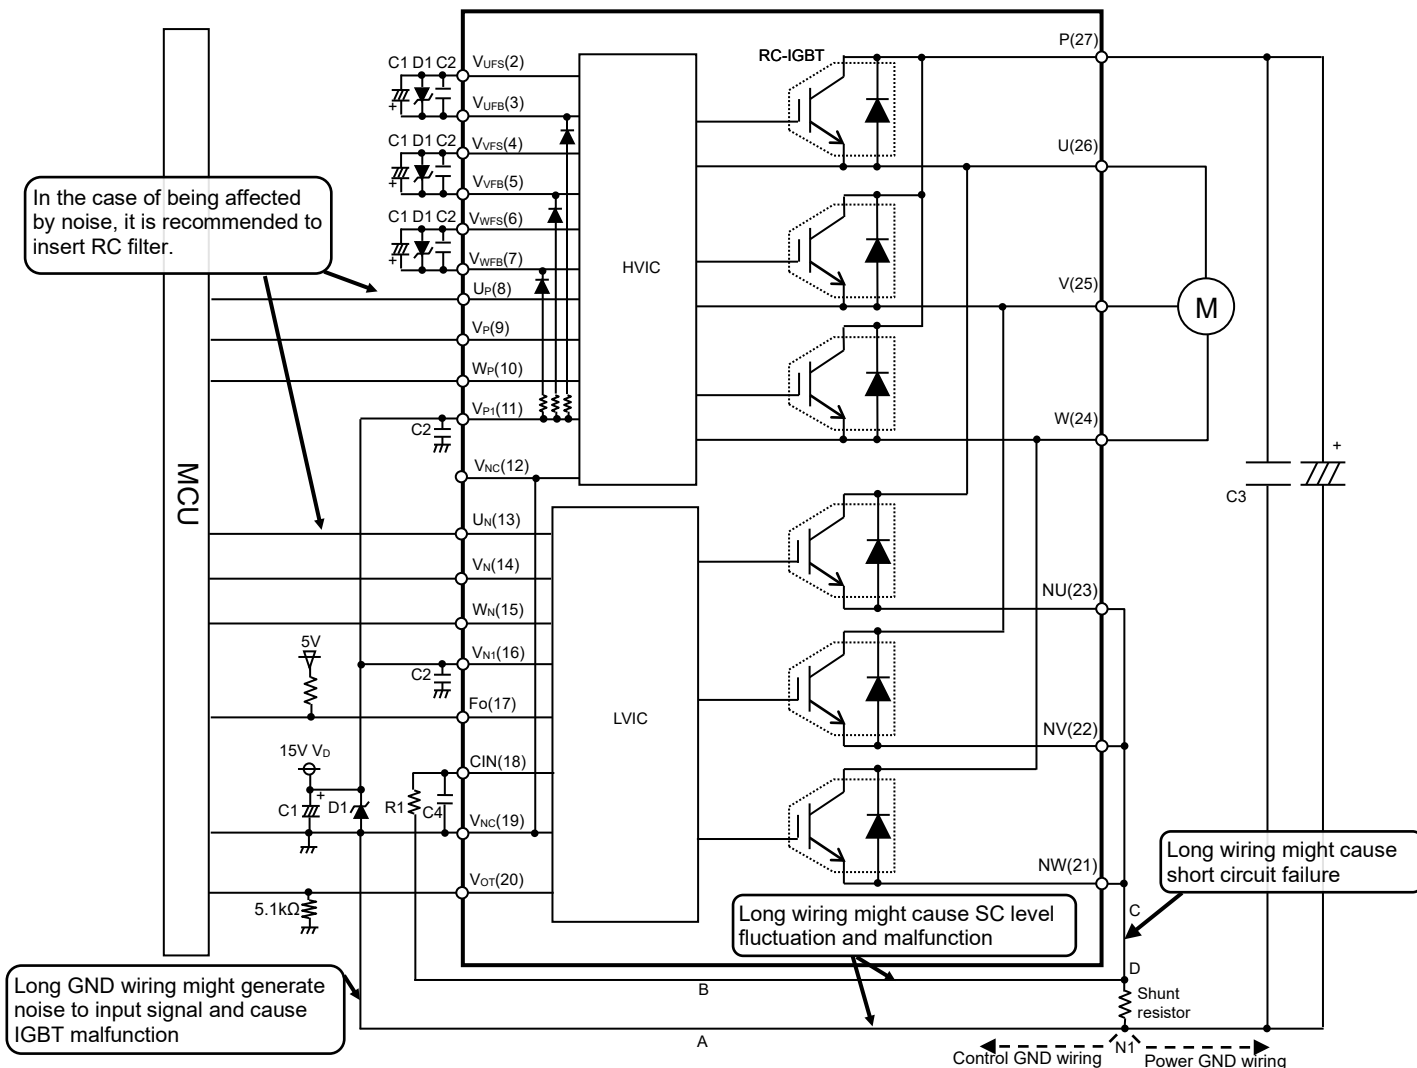 P(27)
RC-IGBT
C1 D1 C2
VUFS(2)
+
VUFB(3)
C1 D1 C2
VVFS(4)
+
VVFB(5)
U(26)
In the case of being affected
by noise, it is recommended to
insert RC filter.
C1 D1 C2
VWFS(6)
+
VWFB(7)
HVIC
UP(8)
V(25)
M
VP(9)
WP(10)
VP1(11)
C2
W(24)
+
C3
MCU
VNC(12)
UN(13)
VN(14)
NU(23)
WN(15)
5V
VN1(16)
C2
Fo(17)
LVIC
NV(22)
15V VD
CIN(18)
+
C1
D1
R1
C4
VNC(19)
Long wiring might cause
short circuit failure
NW(21)
VOT(20)
5.1kΩ
Long wiring might cause SC level
fluctuation and malfunction
C
D
Long GND wiring might generate
noise to input signal and cause
IGBT malfunction
B
Shunt
resistor
A
N1
Control GND wiring
Power GND wiring